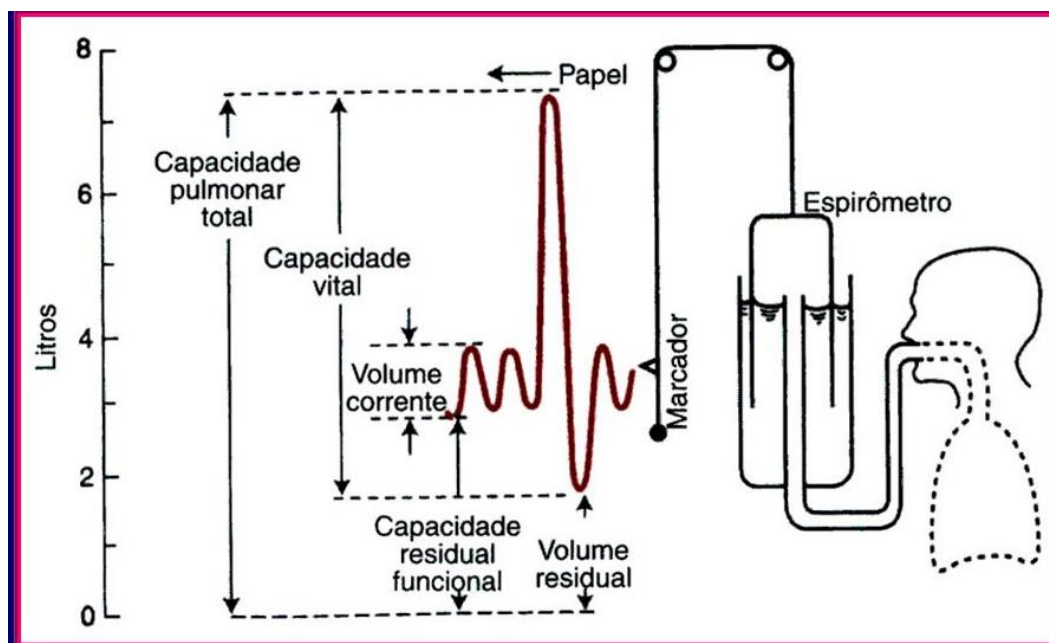 8
6
4
2
0
Litros
Papel
Capacidade
pulmonar
total
Capacidade
vital
Volume
corrente
Capacidade
residual
funcional
Volume
residual
Marcador
Espirômetro